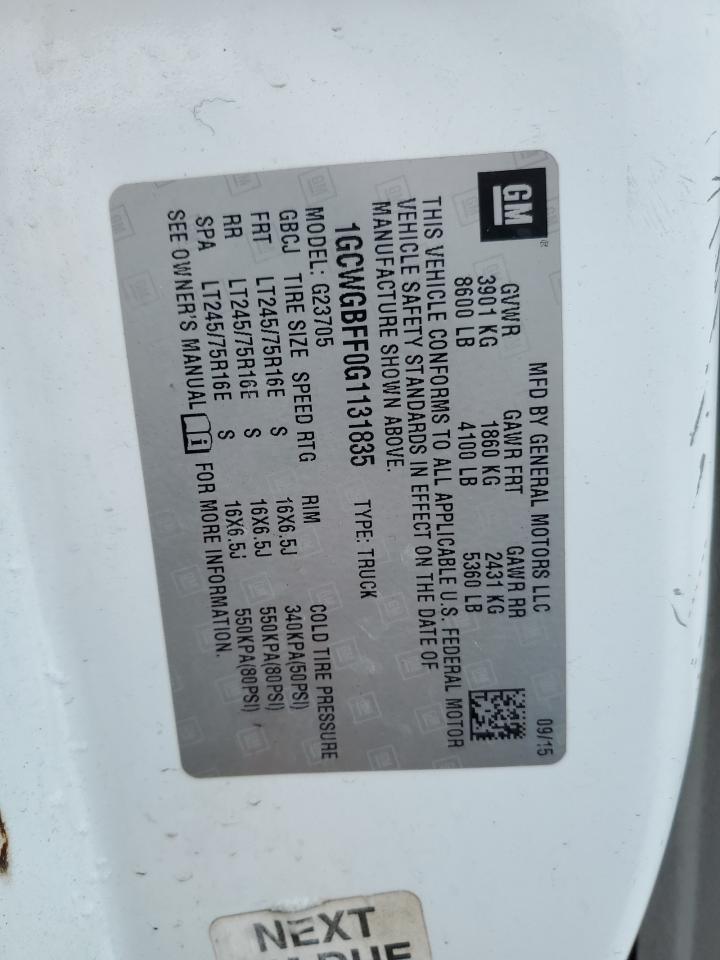 GM
MFD BY GENERAL MOTORS LLC 09/15
GVWR GAWR FRT GAWR RR
3901 KG 1860 KG 2431 KG
8600 LB 4100 LB 5360 LB
THIS VEHICLE CONFORMS TO ALL APPLICABLE U.S. FEDERAL MOTOR
VEHICLE SAFETY STANDARDS IN EFFECT ON THE DATE OF
MANUFACTURE SHOWN ABOVE.
1GCWGBFF0G1131835 TYPE: TRUCK
MODEL: G23705
GBCJ TIRE SIZE SPEED RTG RIM COLD TIRE PRESSURE
FRT LT245/75R16E S 16X6.5J 340KPA(50PSI)
RR LT245/75R16E S 16X6.5J 550KPA(80PSI)
SPA LT245/75R16E S 16X6.5J 550KPA(80PSI)
SEE OWNER'S MANUAL i FOR MORE INFORMATION.
NEXT